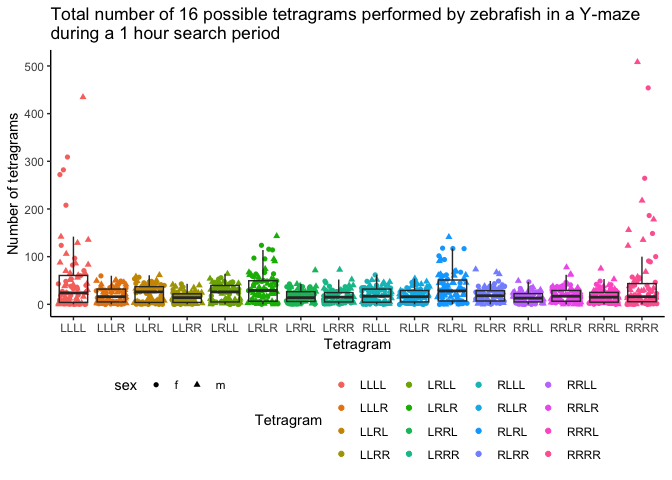 Total number of 16 possible tetragrams performed by zebrafish in a Y-maze
during a 1 hour search period
Number of tetragrams
500
400
300
200
100
0
LLLL LLLR LLRL LLRR LRLL LRLR LRRL LRRR RLLL RLLR RLRL RLRR RRLL RRLR RRRL RRRR
Tetragram
sex f m
Tetragram
LLLL LRLL RLLL RRLL
LLLR LRLR RLLR RRLR
LLRL LRRL RLRL RRRL
LLRR LRRR RLRR RRRR